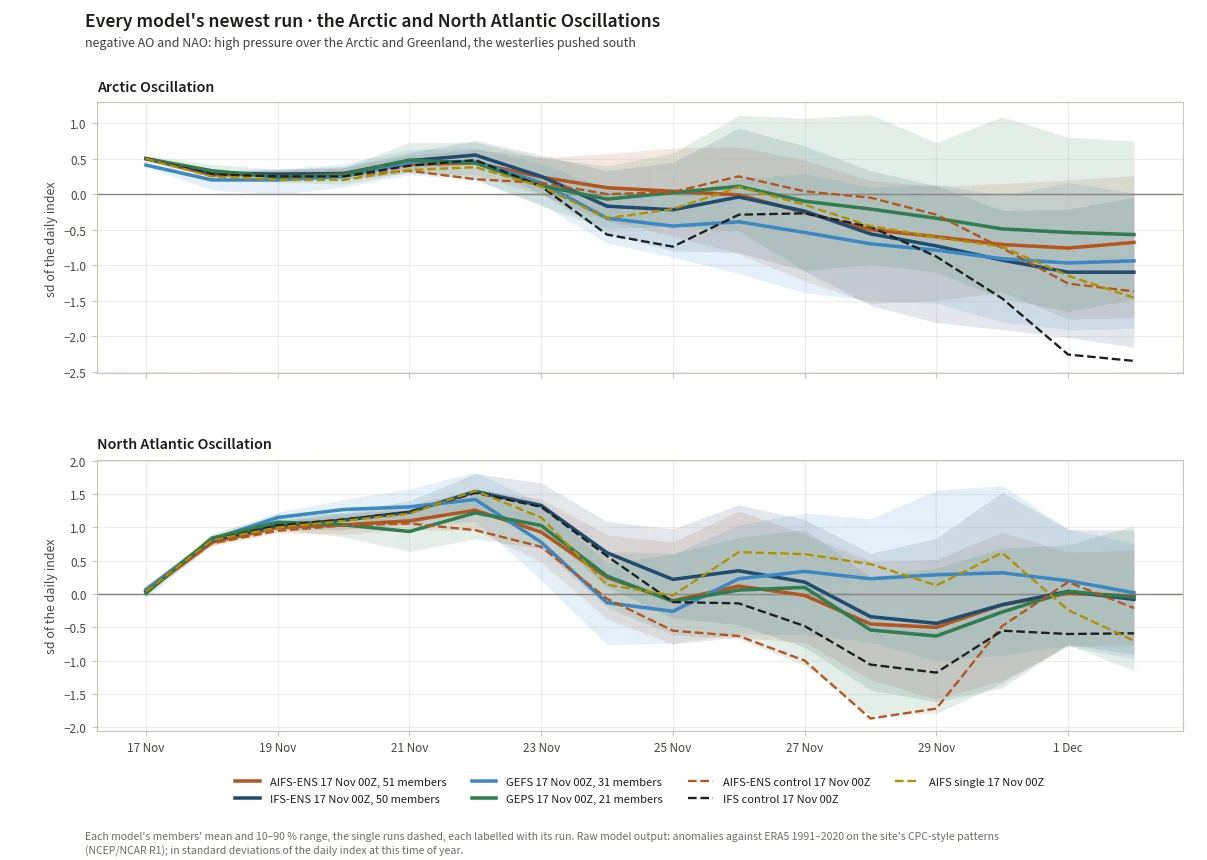 Every model's newest run · the Arctic and North Atlantic Oscillations
negative AO and NAO: high pressure over the Arctic and Greenland, the westerlies pushed south
Arctic Oscillation
sd of the daily index
1.0
0.5
0.0
−0.5
−1.0
−1.5
−2.0
−2.5
North Atlantic Oscillation
sd of the daily index
2.0
1.5
1.0
0.5
0.0
−0.5
−1.0
−1.5
−2.0
17 Nov 19 Nov 21 Nov 23 Nov 25 Nov 27 Nov 29 Nov 1 Dec
AIFS-ENS 17 Nov 00Z, 51 members GEFS 17 Nov 00Z, 31 members AIFS-ENS control 17 Nov 00Z AIFS single 17 Nov 00Z
IFS-ENS 17 Nov 00Z, 50 members GEPS 17 Nov 00Z, 21 members IFS control 17 Nov 00Z
Each model's members' mean and 10–90 % range, the single runs dashed, each labelled with its run. Raw model output: anomalies against ERA5 1991–2020 on the site's CPC-style patterns
(NCEP/NCAR R1); in standard deviations of the daily index at this time of year.